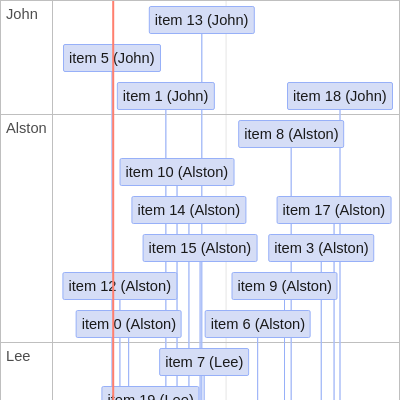 John
item 13 (John)
item 5 (John)
item 1 (John)
item 18 (John)
Alston
item 8 (Alston)
item 10 (Alston)
item 14 (Alston)
item 17 (Alston)
item 15 (Alston)
item 3 (Alston)
item 12 (Alston)
item 9 (Alston)
item 0 (Alston)
item 6 (Alston)
Lee
item 7 (Lee)
item 19 (Lee)